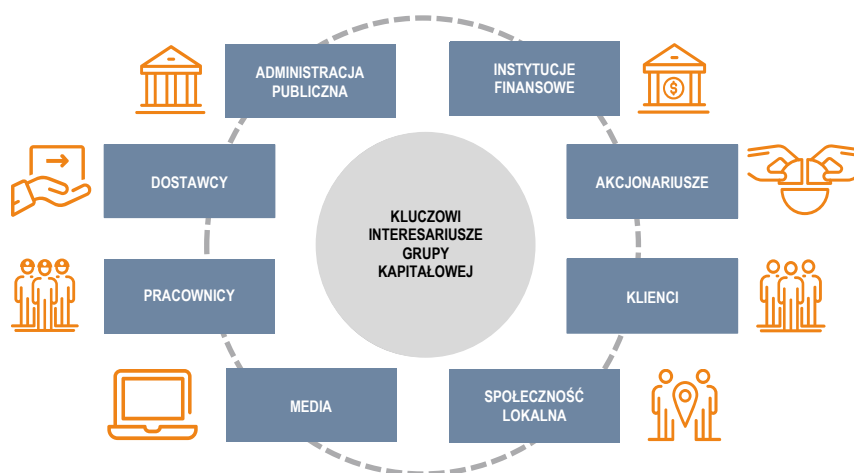 ADMINISTRACJA
PUBLICZNA
INSTYTUCJE
FINANSOWE
DOSTAWCY
AKCJONARIUSZE
KLUCZOWI
INTERESARIUSZE
GRUPY
KAPITAŁOWEJ
PRACOWNICY
KLIENCI
MEDIA
SPOŁECZNOŚĆ
LOKALNA
$